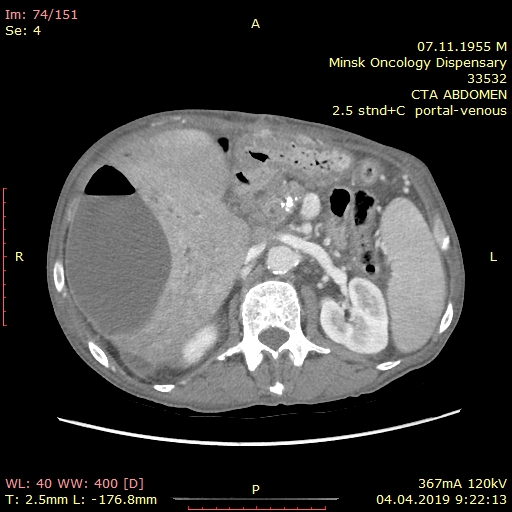 Im: 74/151
Se: 4
A
07.11.1955 M
Minsk Oncology Dispensary
33532
CTA ABDOMEN
2.5 stnd+C portal-venous
R
L
WL: 40 WW: 400 [D]
T: 2.5mm L: -176.8mm
P
367mA 120kV
04.04.2019 9:22:13